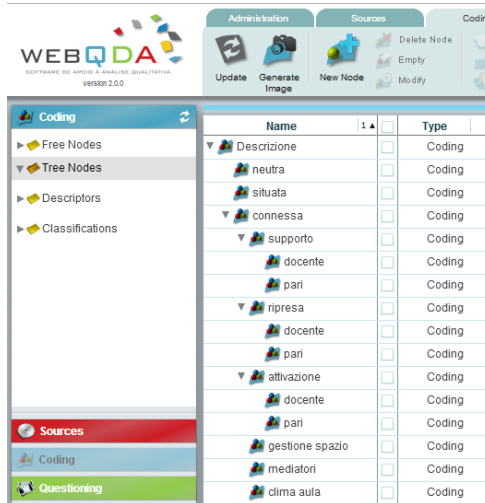 Administration Sources Codin
WEBQDA
SOFTWARE DE APOIO À ANÁLISE QUALITATIVA
version 2.0.0
Update Generate Image New Node
Delete Node
Empty
Modify
Coding
Free Nodes
Tree Nodes
Descriptors
Classifications
Sources
Coding
Questioning
Name 1 Type
Descrizione Coding
neutra Coding
situata Coding
connessa Coding
supporto Coding
docente Coding
pari Coding
ripresa Coding
docente Coding
pari Coding
attivazione Coding
docente Coding
pari Coding
gestione spazio Coding
mediatori Coding
clima aula Coding